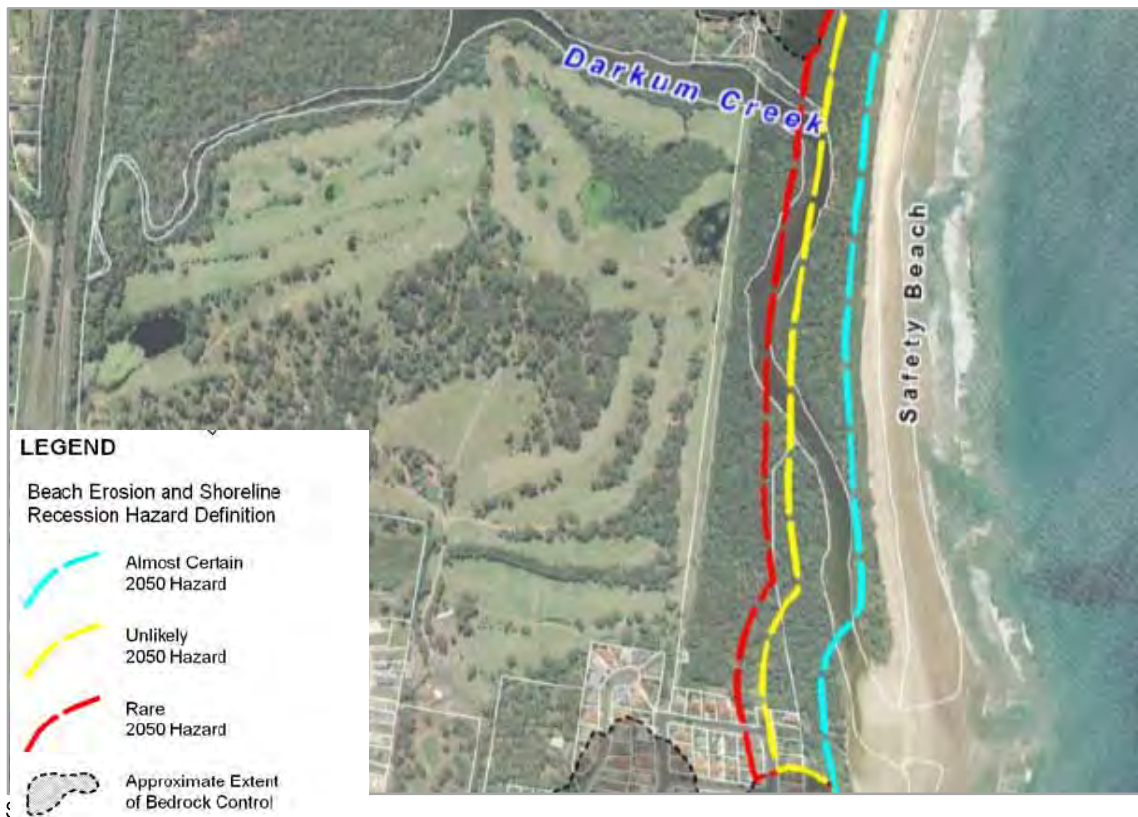 Darkum Creek
Safety Beach
LEGEND
Beach Erosion and Shoreline
Recession Hazard Definition
Almost Certain
2050 Hazard
Unlikely
2050 Hazard
Rare
2050 Hazard
Approximate Extent
of Bedrock Control